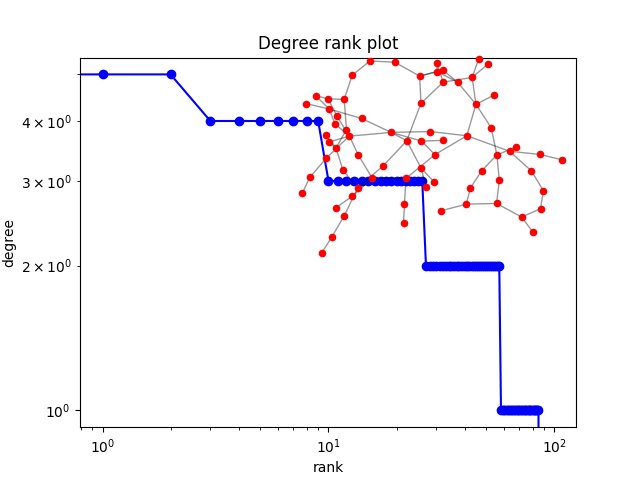 Degree rank plot
degree
4 × 10⁰
3 × 10⁰
2 × 10⁰
10⁰
10⁰ 10¹ 10²
rank